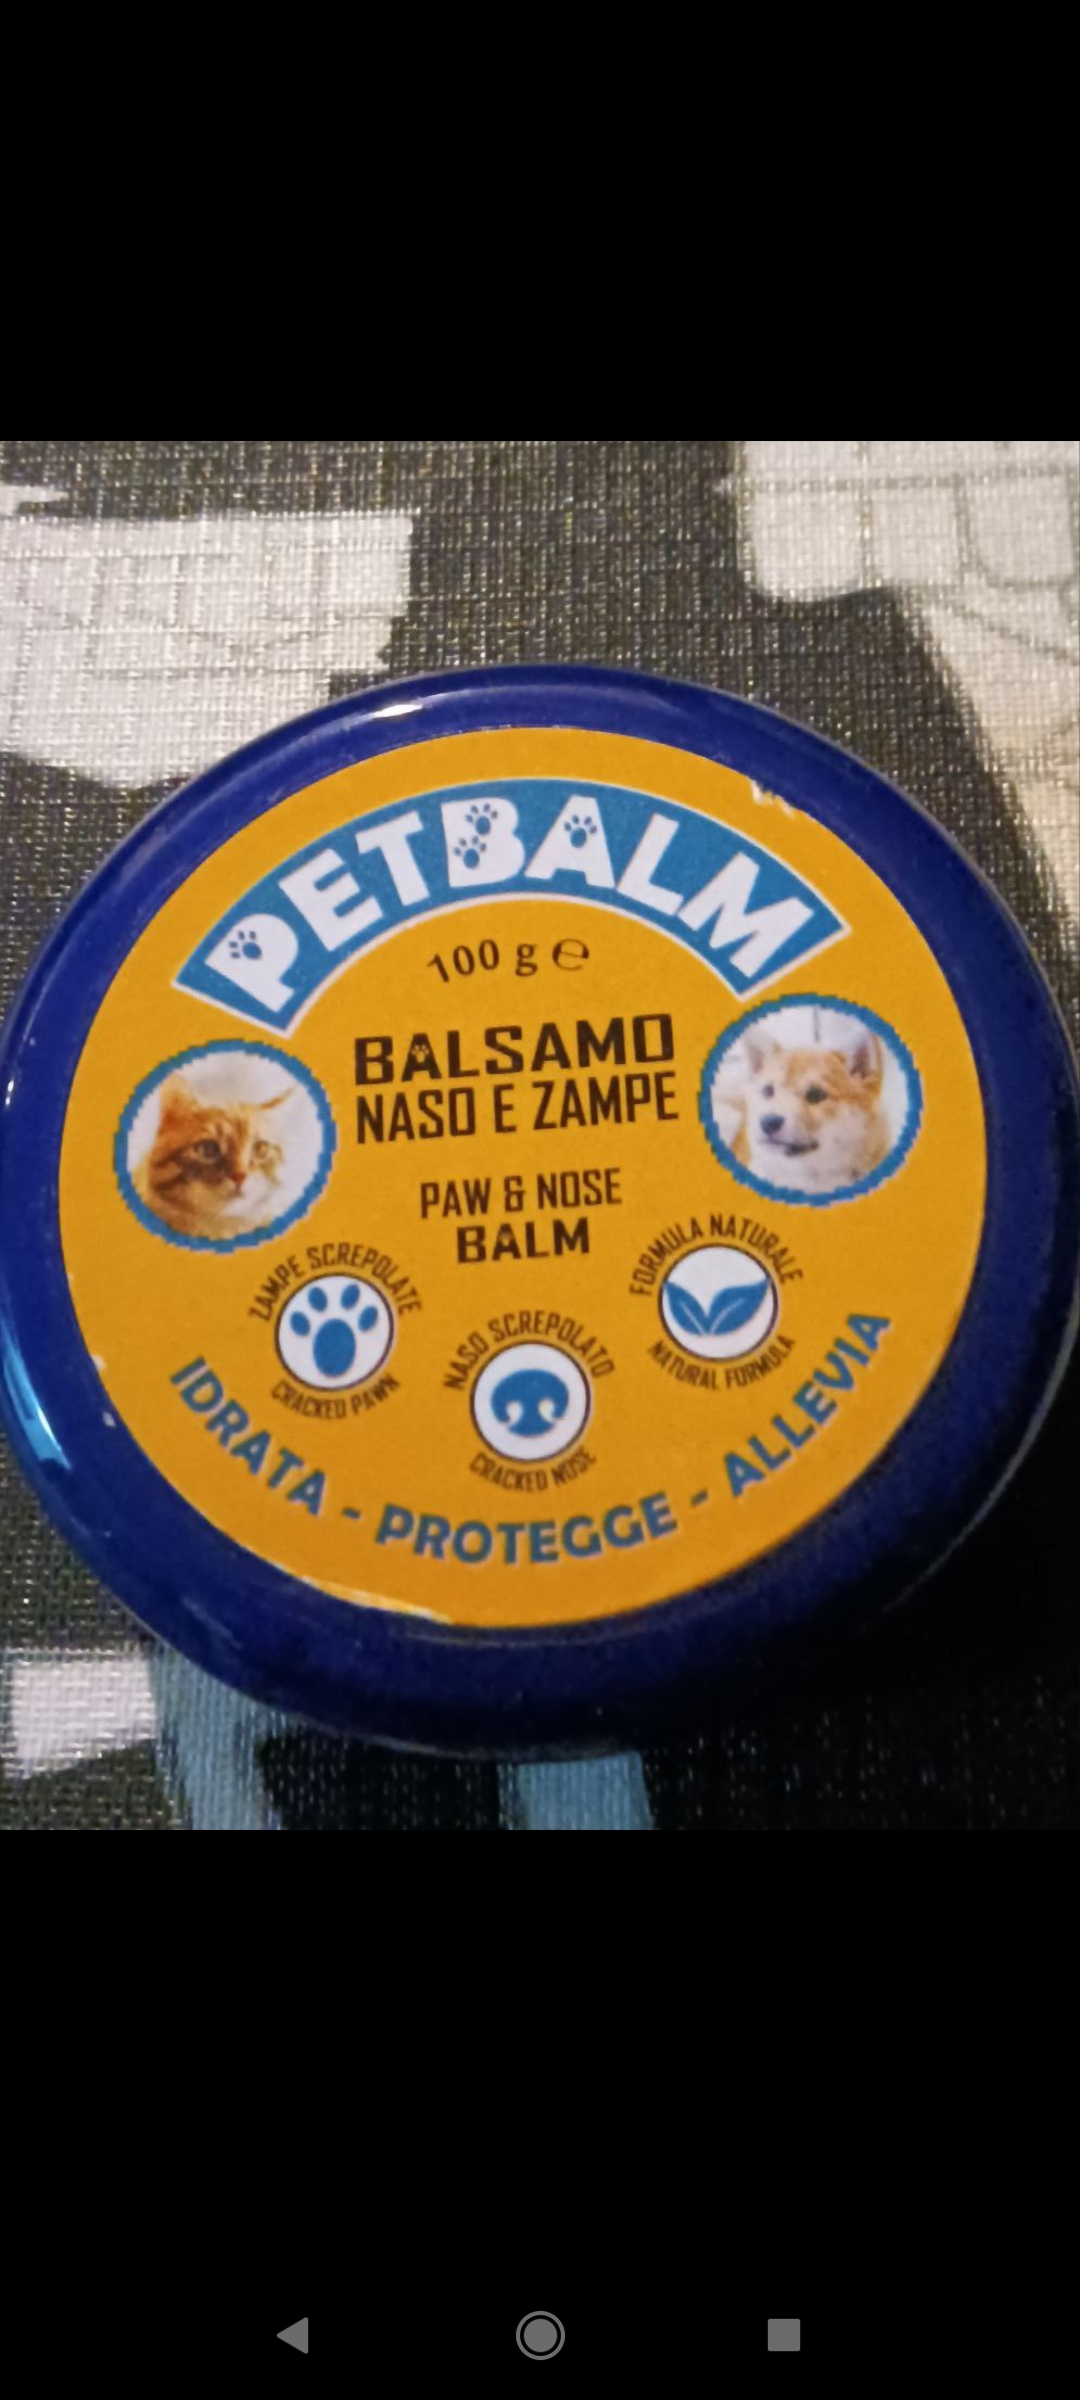 PETBALM
100 g ℮
BALSAMO
NASO E ZAMPE
PAW & NOSE
BALM
ZAMPE SCREPOLATE
CRACKED PAWN
NASO SCREPOLATO
CRACKED NOSE
FORMULA NATURALE
NATURAL FORMULA
IDRATA - PROTEGGE - ALLEVIA